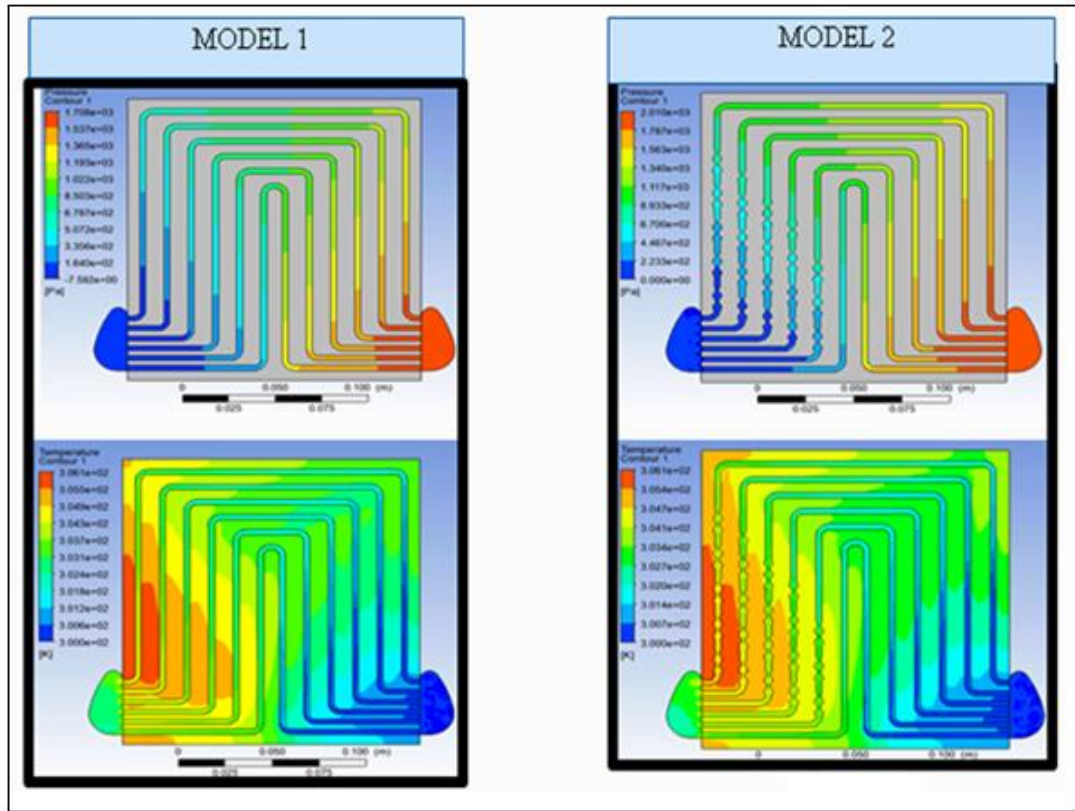 MODEL 1
MODEL 2
Pressure
Contour 1
1.708e+03
1.537e+03
1.365e+03
1.193e+03
1.022e+03
8.503e+02
6.787e+02
5.072e+02
3.356e+02
1.640e+02
-7.592e+00
[Pa]
0
0.050
0.100 (m)
0.025
0.075
Pressure
Contour 1
2.010e+03
1.787e+03
1.563e+03
1.340e+03
1.117e+03
8.933e+02
6.700e+02
4.467e+02
2.233e+02
0.000e+00
[Pa]
0
0.050
0.100 (m)
0.025
0.075
Temperature
Contour 1
3.061e+02
3.055e+02
3.049e+02
3.043e+02
3.037e+02
3.031e+02
3.024e+02
3.018e+02
3.012e+02
3.006e+02
3.000e+02
[K]
0
0.050
0.100 (m)
0.025
0.075
Temperature
Contour 1
3.061e+02
3.054e+02
3.047e+02
3.041e+02
3.034e+02
3.027e+02
3.020e+02
3.014e+02
3.007e+02
3.000e+02
[K]
0
0.050
0.100 (m)
0.025
0.075